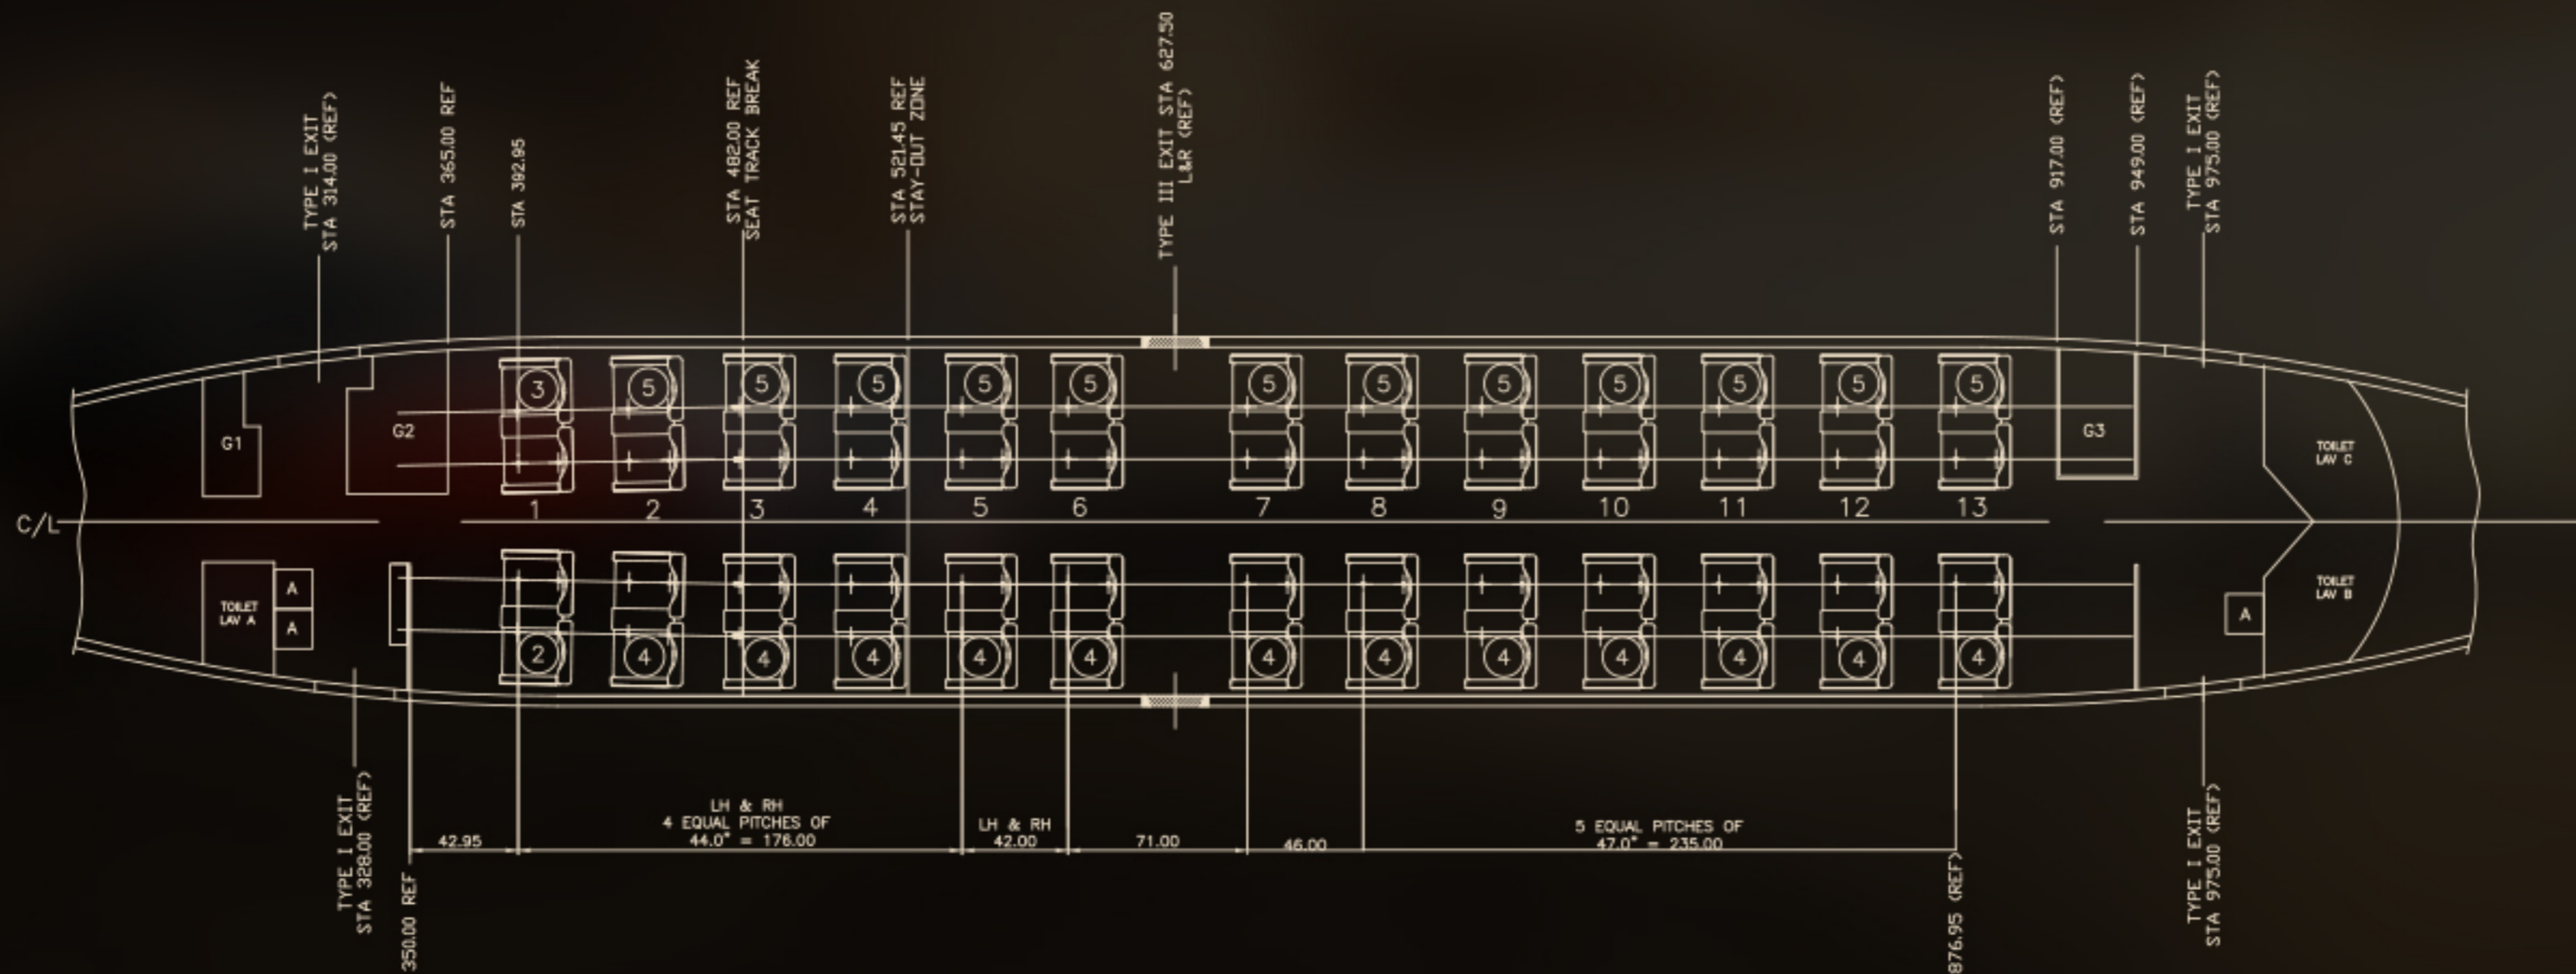 TYPE I EXIT
STA 314.00 (REF)
STA 365.00 REF
STA 392.95
STA 482.00 REF
SEAT TRACK BREAK
STA 521.45 REF
STAY-OUT ZONE
TYPE III EXIT STA 627.50
L&R (REF)
STA 917.00 (REF)
STA 949.00 (REF)
TYPE I EXIT
STA 975.00 (REF)
3 5 5 5 5 5 5 5 5 5 5 5 5
G1
G2
G3
TOILET
LAV C
1 2 3 4 5 6 7 8 9 10 11 12 13
C/L
TOILET
LAV A
A
A
2 4 4 4 4 4 4 4 4 4 4 4 4
A
TOILET
LAV B
TYPE I EXIT
STA 328.00 (REF)
350.00 REF
42.95
LH & RH
4 EQUAL PITCHES OF
44.0" = 176.00
LH & RH
42.00
71.00
46.00
5 EQUAL PITCHES OF
47.0" = 235.00
876.95 (REF)
TYPE I EXIT
STA 975.00 (REF)